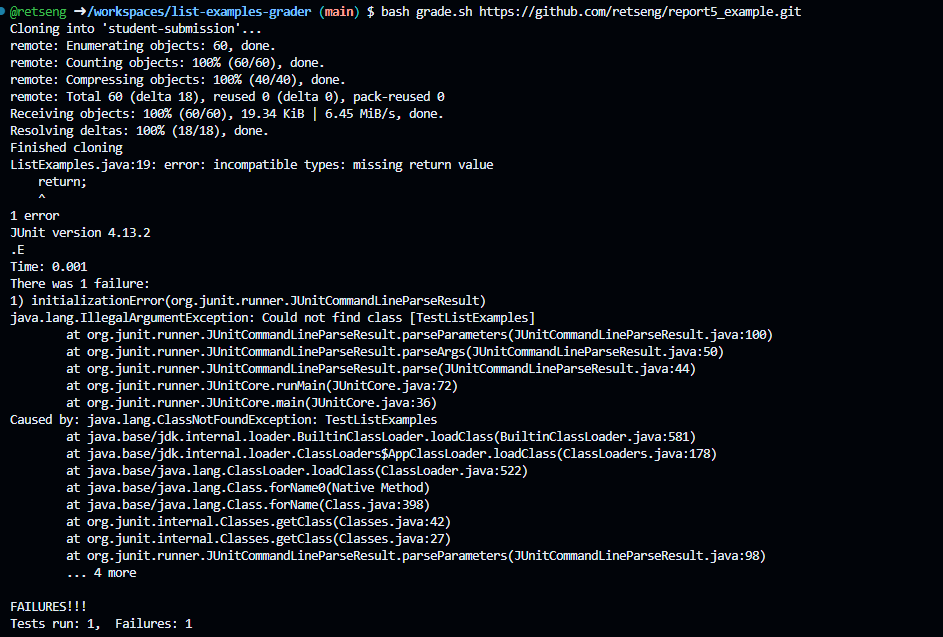 @retseng ➜/workspaces/list-examples-grader (main) $ bash grade.sh https://github.com/retseng/report5_example.git
Cloning into 'student-submission'...
remote: Enumerating objects: 60, done.
remote: Counting objects: 100% (60/60), done.
remote: Compressing objects: 100% (40/40), done.
remote: Total 60 (delta 18), reused 0 (delta 0), pack-reused 0
Receiving objects: 100% (60/60), 19.34 KiB | 6.45 MiB/s, done.
Resolving deltas: 100% (18/18), done.
Finished cloning
ListExamples.java:19: error: incompatible types: missing return value
    return;
    ^
1 error
JUnit version 4.13.2
.E
Time: 0.001
There was 1 failure:
1) initializationError(org.junit.runner.JUnitCommandLineParseResult)
java.lang.IllegalArgumentException: Could not find class [TestListExamples]
        at org.junit.runner.JUnitCommandLineParseResult.parseParameters(JUnitCommandLineParseResult.java:100)
        at org.junit.runner.JUnitCommandLineParseResult.parseArgs(JUnitCommandLineParseResult.java:50)
        at org.junit.runner.JUnitCommandLineParseResult.parse(JUnitCommandLineParseResult.java:44)
        at org.junit.runner.JUnitCore.runMain(JUnitCore.java:72)
        at org.junit.runner.JUnitCore.main(JUnitCore.java:36)
Caused by: java.lang.ClassNotFoundException: TestListExamples
        at java.base/jdk.internal.loader.BuiltinClassLoader.loadClass(BuiltinClassLoader.java:581)
        at java.base/jdk.internal.loader.ClassLoaders$AppClassLoader.loadClass(ClassLoaders.java:178)
        at java.base/java.lang.ClassLoader.loadClass(ClassLoader.java:522)
        at java.base/java.lang.Class.forName0(Native Method)
        at java.base/java.lang.Class.forName(Class.java:398)
        at org.junit.internal.Classes.getClass(Classes.java:42)
        at org.junit.internal.Classes.getClass(Classes.java:27)
        at org.junit.runner.JUnitCommandLineParseResult.parseParameters(JUnitCommandLineParseResult.java:98)
        ... 4 more

FAILURES!!!
Tests run: 1,  Failures: 1